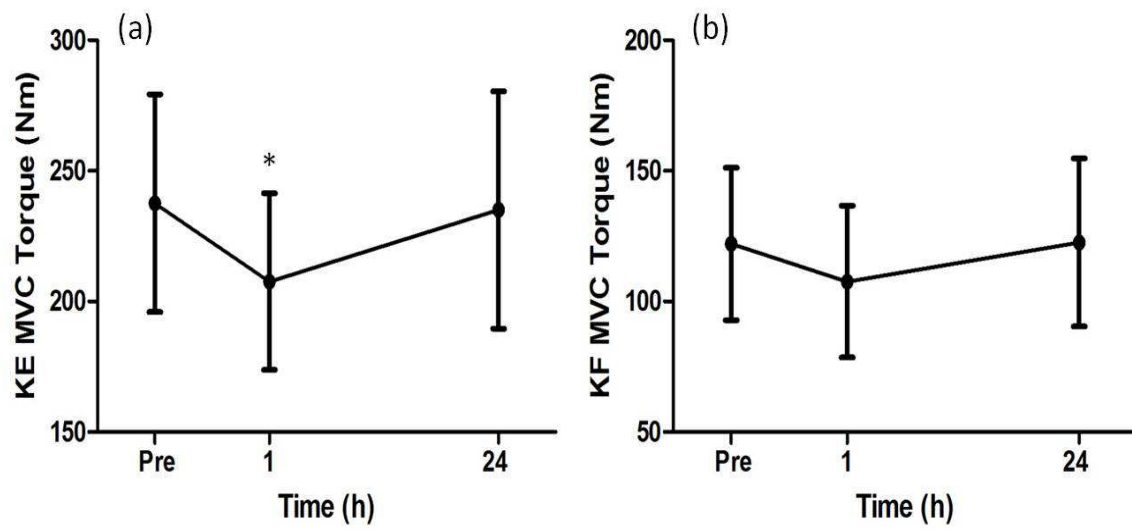 (a)
KE MVC Torque (Nm)
300
250
200
150
*
Pre
1
24
Time (h)
(b)
KF MVC Torque (Nm)
200
150
100
50
Pre
1
24
Time (h)